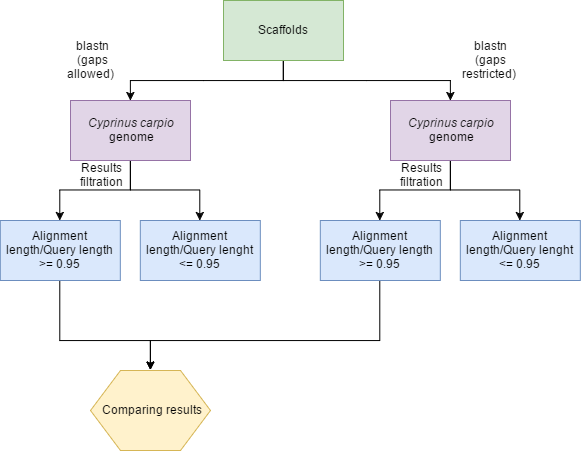 Scaffolds
blastn
(gaps
allowed)
blastn
(gaps
restricted)
Cyprinus carpio
genome
Cyprinus carpio
genome
Results
filtration
Results
filtration
Alignment
length/Query length
>= 0.95
Alignment
length/Query lenght
<= 0.95
Alignment
length/Query length
>= 0.95
Alignment
length/Query lenght
<= 0.95
Comparing results